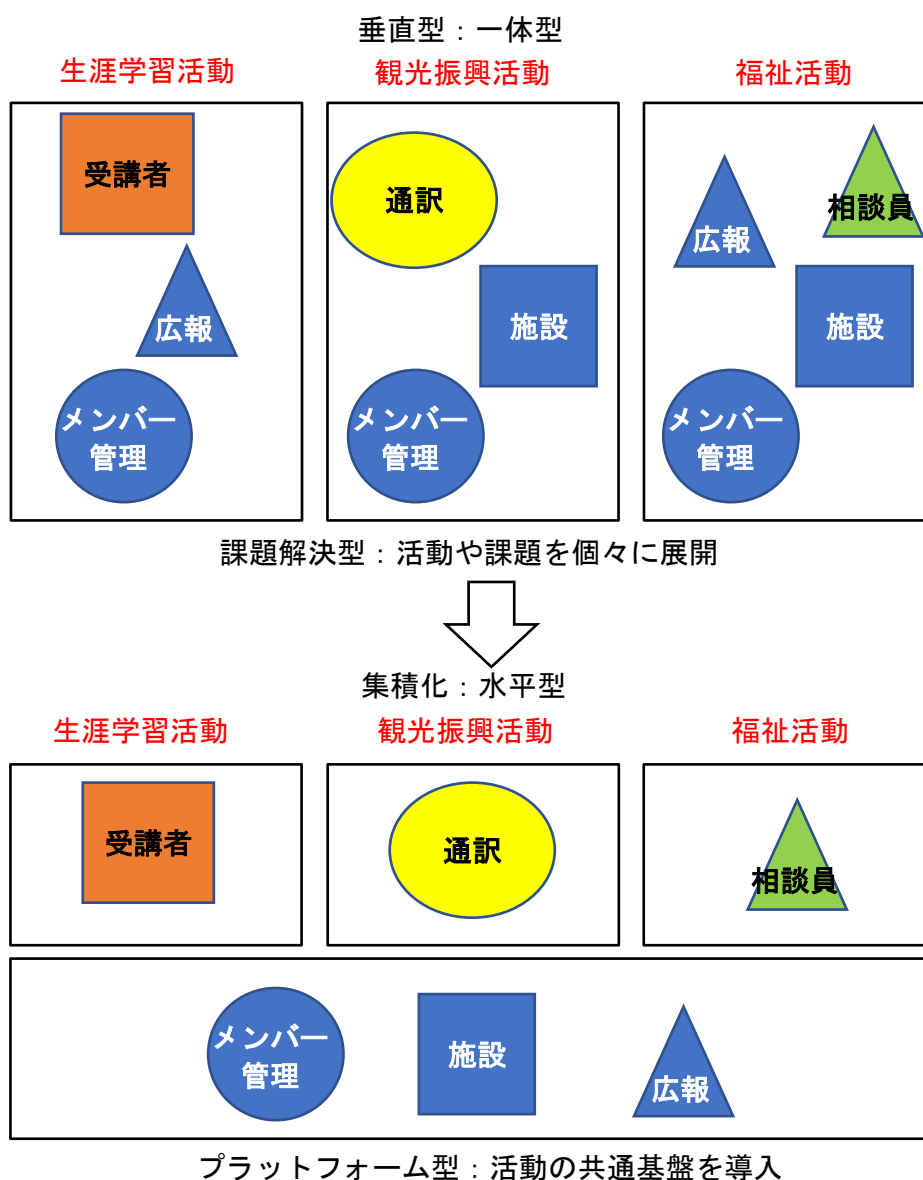 垂直型：一体型
生涯学習活動
観光振興活動
福祉活動
受講者
広報
メンバー
管理
通訳
施設
メンバー
管理
広報
相談員
施設
メンバー
管理
課題解決型：活動や課題を個々に展開
集積化：水平型
生涯学習活動
観光振興活動
福祉活動
受講者
通訳
相談員
メンバー
管理
施設
広報
プラットフォーム型：活動の共通基盤を導入